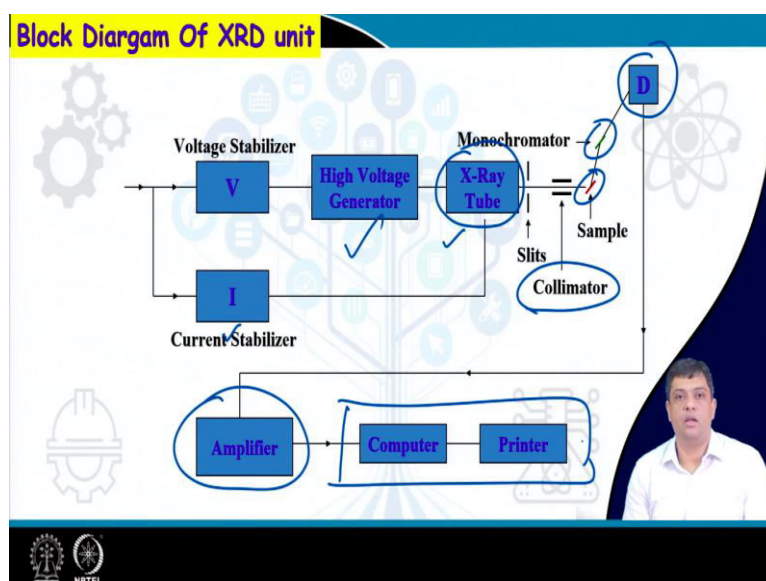 Block Diargam Of XRD unit
D
Monochromator
Voltage Stabilizer
V
High Voltage
Generator
X-Ray
Tube
Sample
Slits
Collimator
I
Current Stabilizer
Amplifier
Computer
Printer
NPTEL